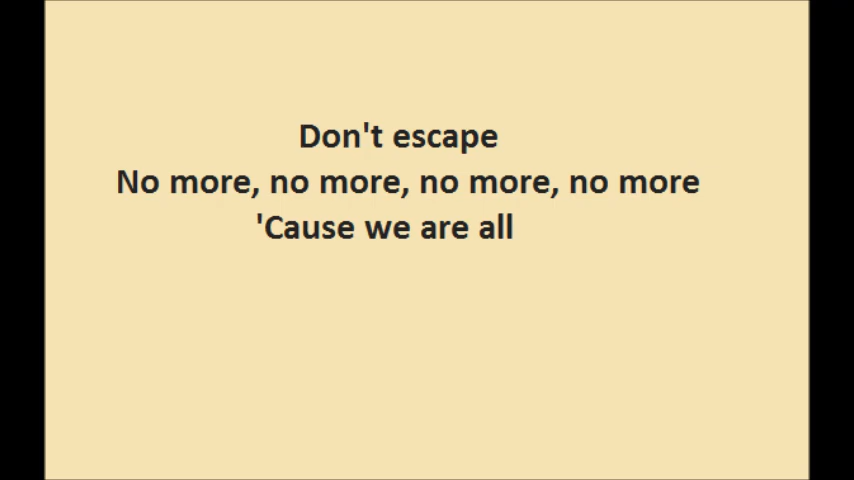 Don't escape
No more, no more, no more, no more
'Cause we are all